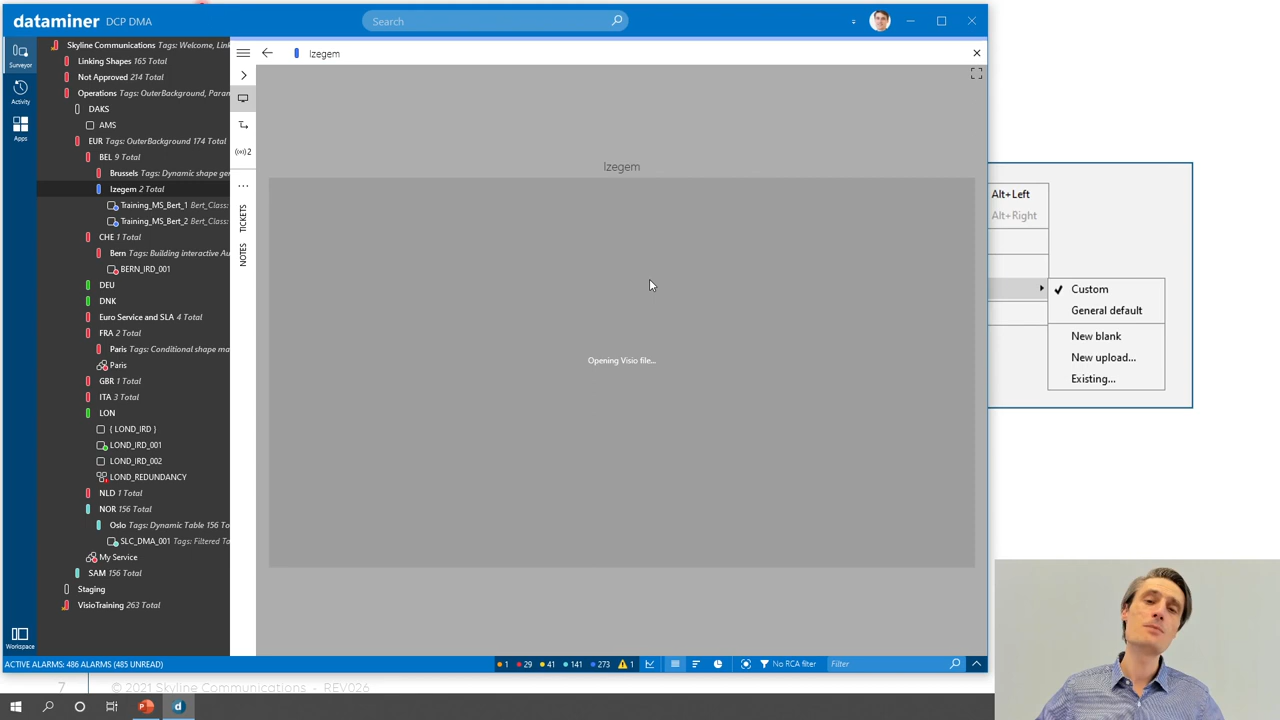 dataminer DCP DMA
Search
Surveyor
Activity
Apps
Workspace
Skyline Communications Tags: Welcome, Link
Linking Shapes 165 Total
Not Approved 214 Total
Operations Tags: OuterBackground, Param
DAKS
AMS
EUR Tags: OuterBackground 174 Total
BEL 9 Total
Brussels Tags: Dynamic shape gen
Izegem 2 Total
Training_MS_Bert_1 Bert_Class:
Training_MS_Bert_2 Bert_Class:
CHE 1 Total
Bern Tags: Building interactive Au
BERN_IRD_001
DEU
DNK
Euro Service and SLA 4 Total
FRA 2 Total
Paris Tags: Conditional shape ma
Paris
GBR 1 Total
ITA 3 Total
LON
{ LOND_IRD }
LOND_IRD_001
LOND_IRD_002
LOND_REDUNDANCY
NLD 1 Total
NOR 156 Total
Oslo Tags: Dynamic Table 156 To
SLC_DMA_001 Tags: Filtered Ta
My Service
SAM 156 Total
Staging
VisioTraining 263 Total
2
TICKETS
NOTES
Izegem
Izegem
Opening Visio file...
Alt+Left
Alt+Right
Custom
General default
New blank
New upload...
Existing...
ACTIVE ALARMS: 486 ALARMS (485 UNREAD)
1 29 41 141 273 1
No RCA filter
Filter
7 © 2021 Skyline Communications - REV026